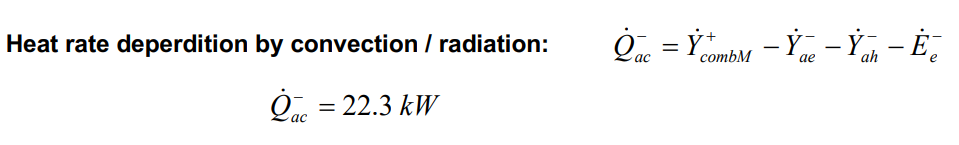 Heat rate deperdition by convection / radiation: Q̇⁻ac = Ẏ⁺combM − Ẏ⁻ae − Ẏ⁻ah − Ė⁻e
Q̇⁻ac = 22.3 kW